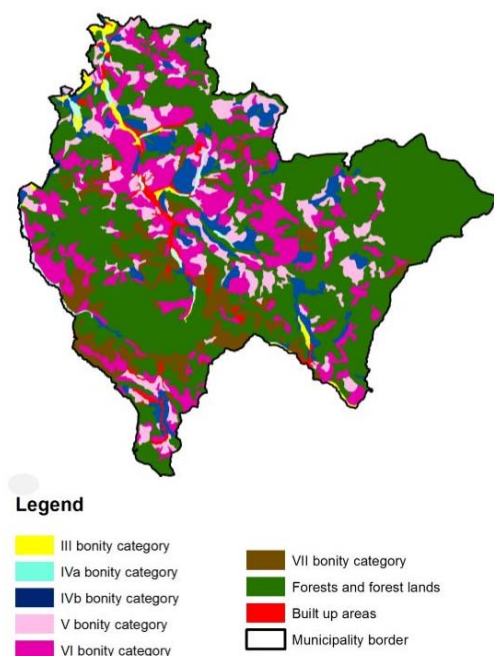 Legend
III bonity category
IVa bonity category
IVb bonity category
V bonity category
VI bonity category
VII bonity category
Forests and forest lands
Built up areas
Municipality border